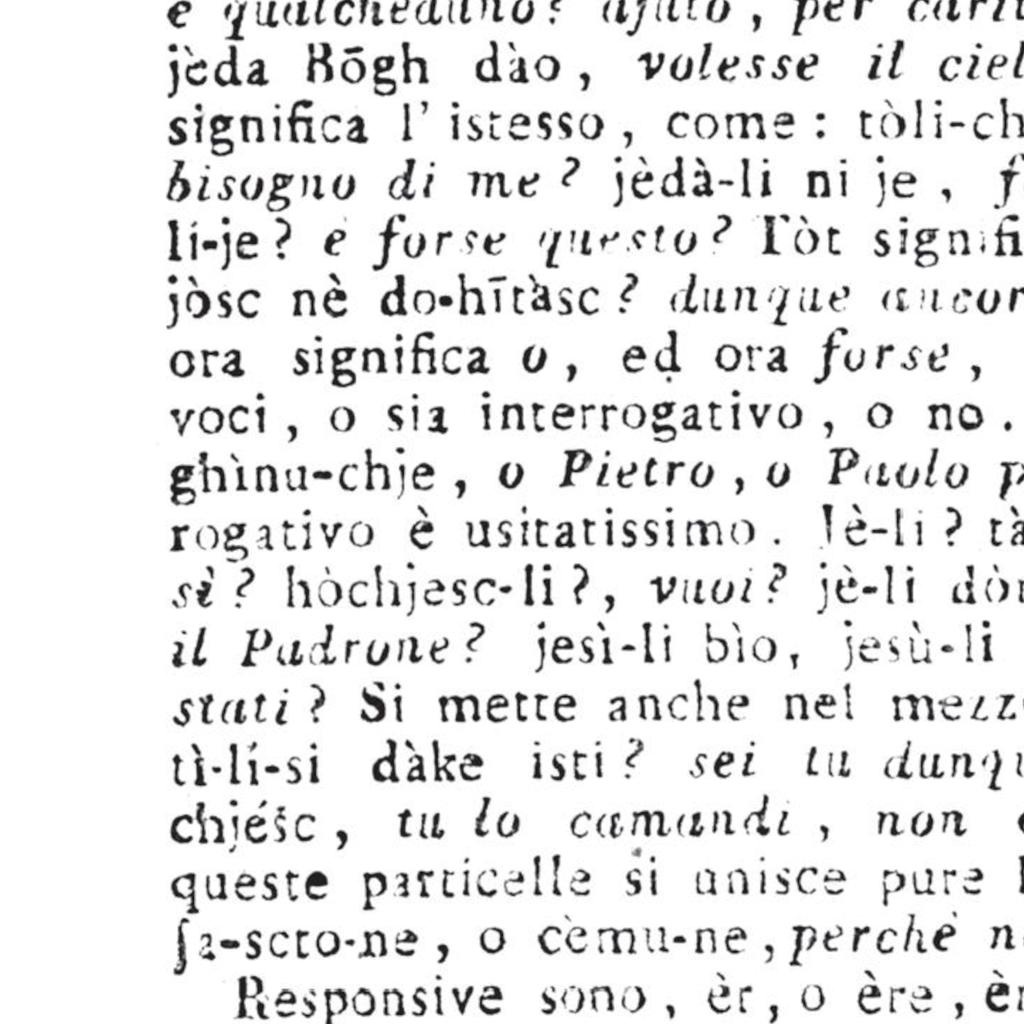 e qualcheduno? ajuto, per
jèda Bōgh dào, volesse il ciel
significa l' istesso, come: tòli-ch
bisogno di me? jèdà-li ni je, f
lí-je? è forse questo? Tòt signifi
jòsc nè do-hītàsc? dunque ancor
ora significa o, ed ora forse,
voci, o sia interrogativo, o no.
ghìnu-chje, o Pietro, o Paolo p
rogativo è usitatissimo. Jè-li? tà
sì? hòchjesc-li?, vuoi? jè-li dò
il Padrone? jesì-li bìo, jesù-li
stati? Si mette anche nel mezz
tì-lí-si dàke isti? sei tu dunqu
chjésc, tu lo comandi, non
queste particelle si unisce pure
ʃa-scto-ne, o cèmu-ne, perchè n
Responsive sono, èr, o ère, èr